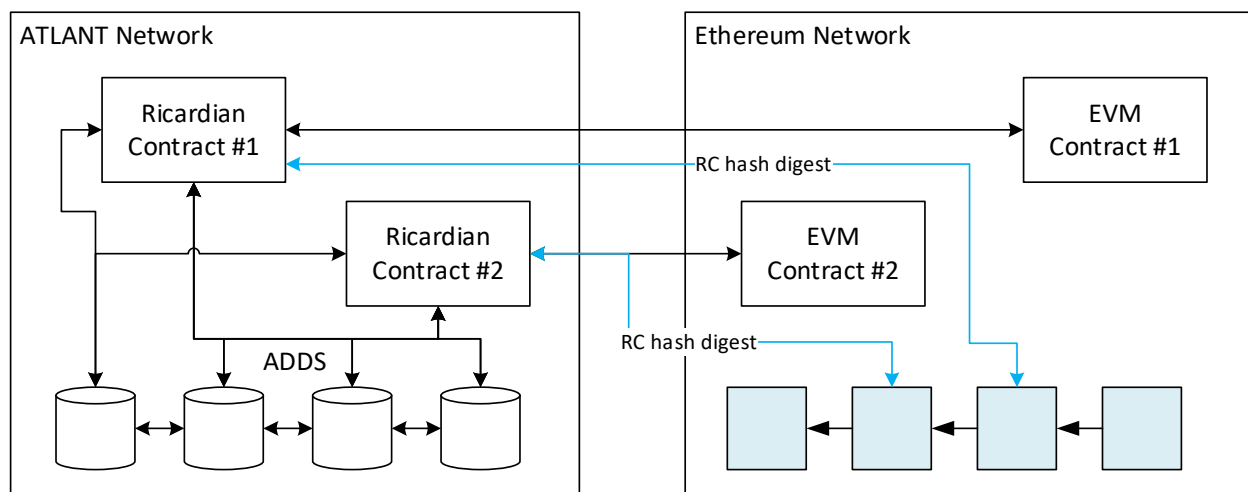 ATLANT Network
Ethereum Network
Ricardian
Contract #1
EVM
Contract #1
RC hash digest
Ricardian
Contract #2
EVM
Contract #2
RC hash digest
ADDS